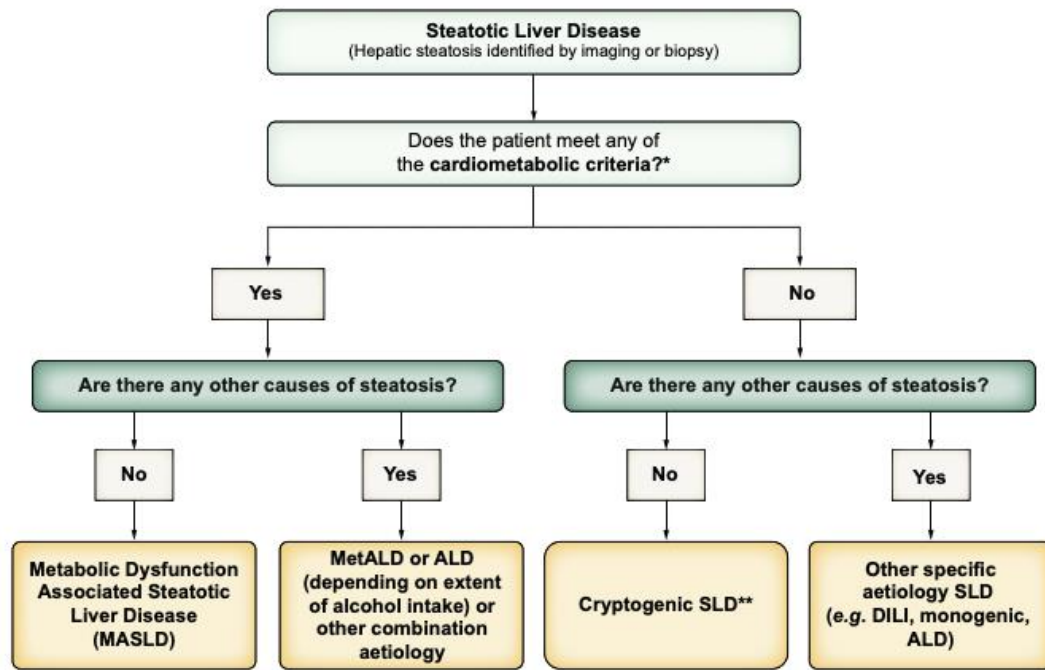 Steatotic Liver Disease
(Hepatic steatosis identified by imaging or biopsy)
Does the patient meet any of
the cardiometabolic criteria?*
Yes
No
Are there any other causes of steatosis?
Are there any other causes of steatosis?
No
Yes
No
Yes
Metabolic Dysfunction
Associated Steatotic
Liver Disease
(MASLD)
MetALD or ALD
(depending on extent
of alcohol intake) or
other combination
aetiology
Cryptogenic SLD**
Other specific
aetiology SLD
(e.g. DILI, monogenic,
ALD)